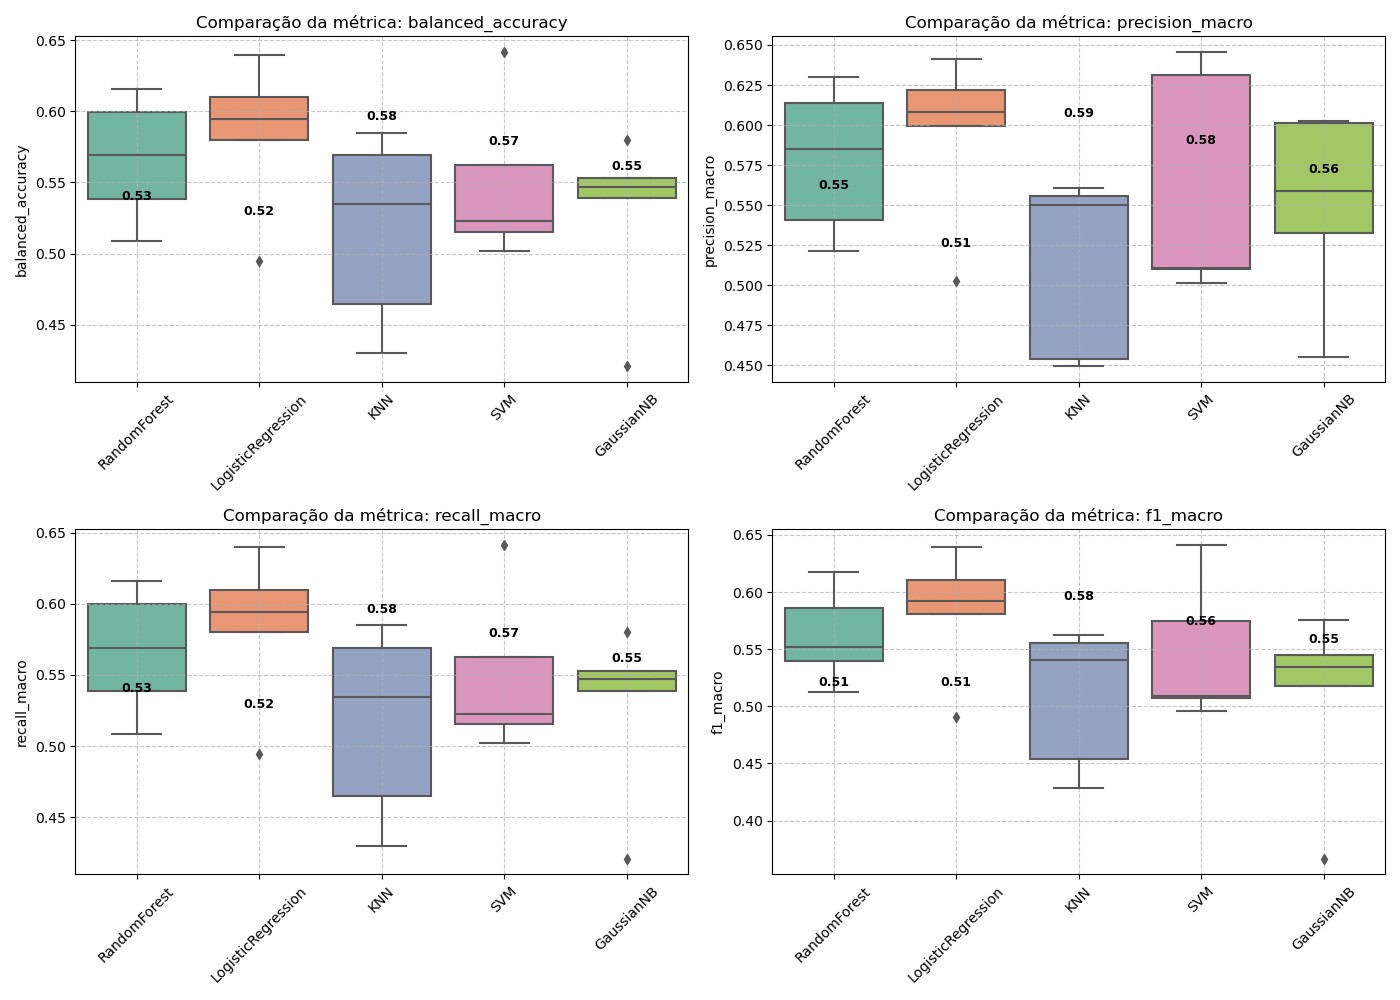 Comparação da métrica: balanced_accuracy
balanced_accuracy
0.65
0.60
0.55
0.50
0.45
0.53
0.52
0.58
0.57
0.55
RandomForest
LogisticRegression
KNN
SVM
GaussianNB
Comparação da métrica: precision_macro
precision_macro
0.650
0.625
0.600
0.575
0.550
0.525
0.500
0.475
0.450
0.55
0.51
0.59
0.58
0.56
RandomForest
LogisticRegression
KNN
SVM
GaussianNB
Comparação da métrica: recall_macro
recall_macro
0.65
0.60
0.55
0.50
0.45
0.53
0.52
0.58
0.57
0.55
RandomForest
LogisticRegression
KNN
SVM
GaussianNB
Comparação da métrica: f1_macro
f1_macro
0.65
0.60
0.55
0.50
0.45
0.40
0.51
0.51
0.58
0.56
0.55
RandomForest
LogisticRegression
KNN
SVM
GaussianNB